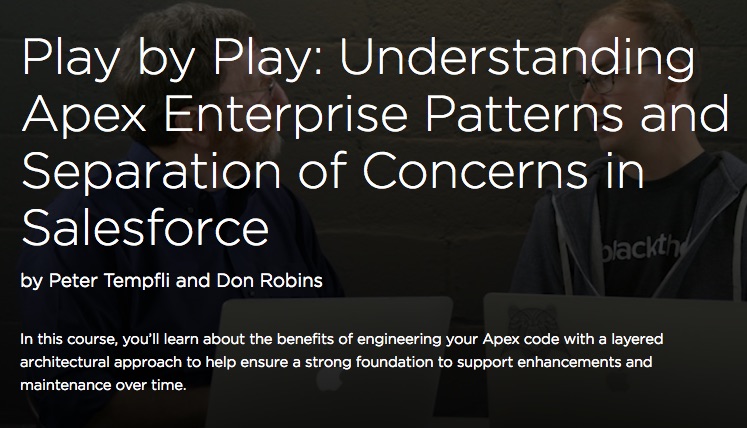 Play by Play: Understanding
Apex Enterprise Patterns and
Separation of Concerns in
Salesforce
by Peter Tempfli and Don Robins
In this course, you'll learn about the benefits of engineering your Apex code with a layered
architectural approach to help ensure a strong foundation to support enhancements and
maintenance over time.